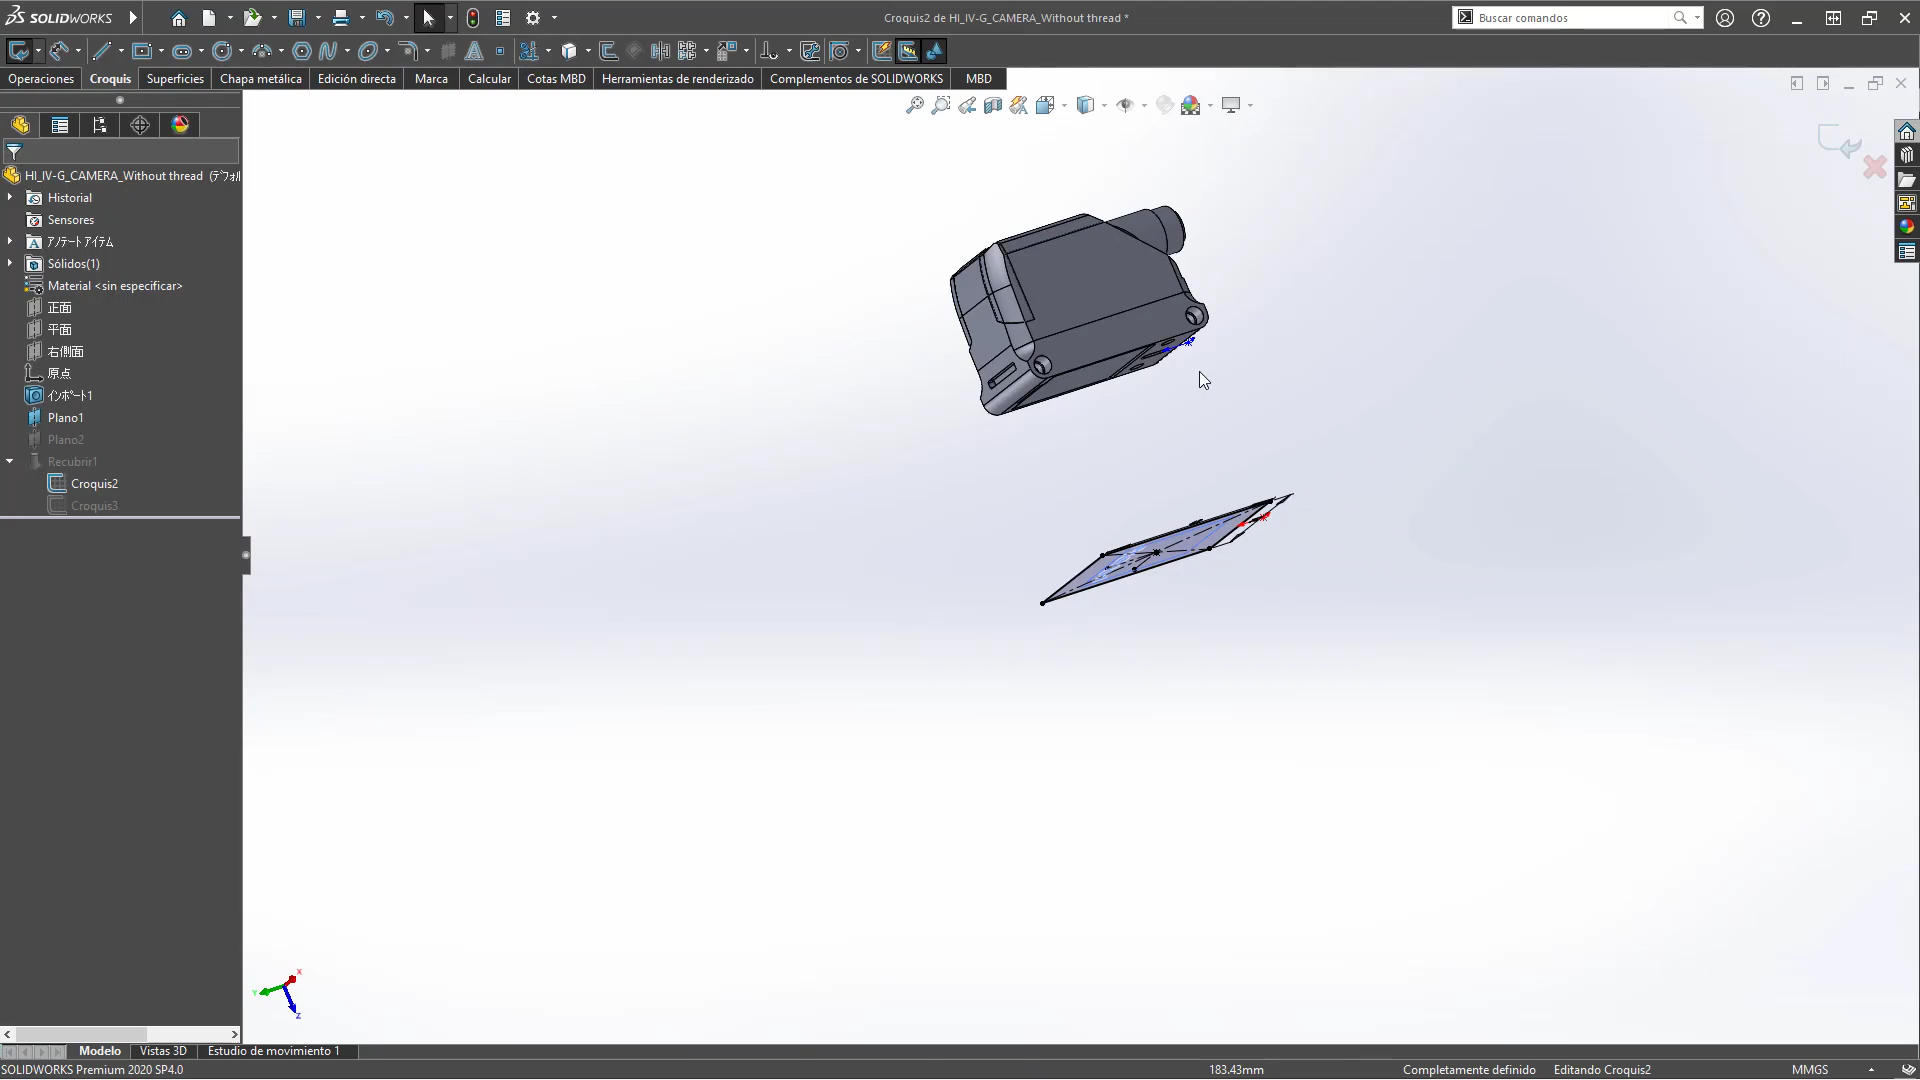 SOLIDWORKS
Croquis2 de HI_IV-G_CAMERA_Without thread *
Buscar comandos
Operaciones
Croquis
Superficies
Chapa metálica
Edición directa
Marca
Calcular
Cotas MBD
Herramientas de renderizado
Complementos de SOLIDWORKS
MBD
HI_IV-G_CAMERA_Without thread (ﾃﾞﾌｫﾙ
Historial
Sensores
ｱﾉﾃｰﾄ ｱｲﾃﾑ
Sólidos(1)
Material <sin especificar>
正面
平面
右側面
原点
ｲﾝﾎﾟｰﾄ1
Plano1
Plano2
Recubrir1
Croquis2
Croquis3
X
Y
Z
Modelo
Vistas 3D
Estudio de movimiento 1
SOLIDWORKS Premium 2020 SP4.0
183.43mm
Completamente definido
Editando Croquis2
MMGS